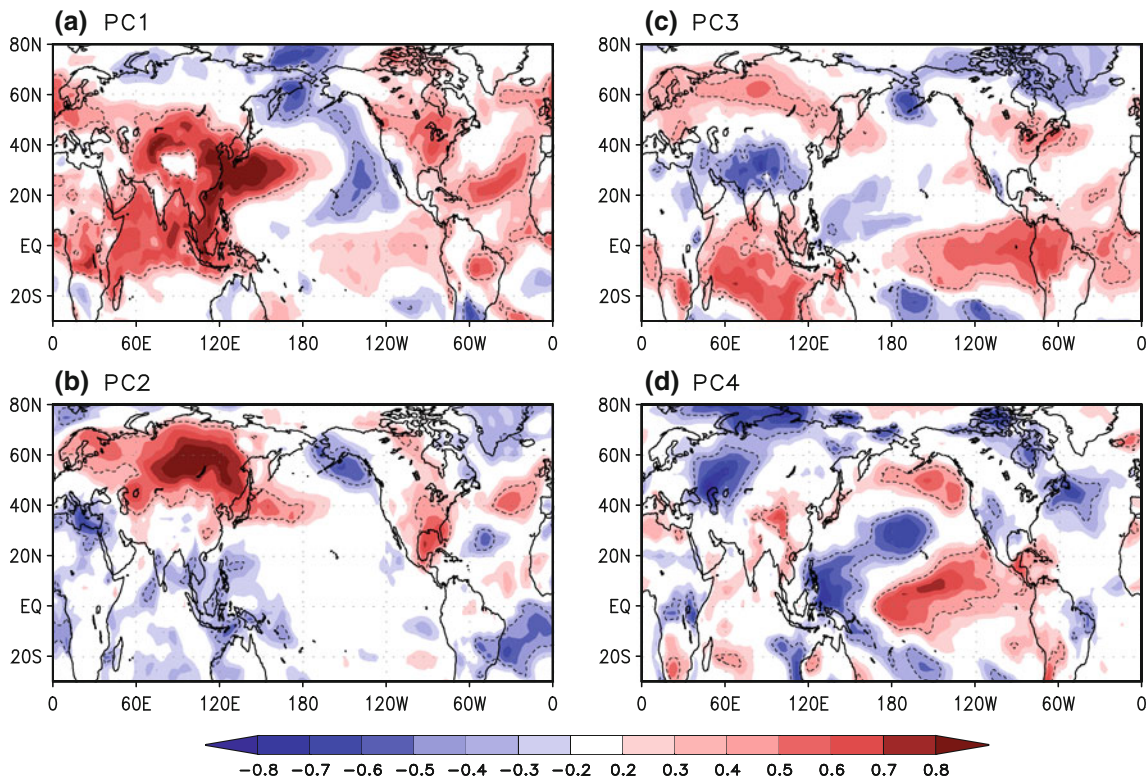 (a) PC1
80N
60N
40N
20N
EQ
20S
0 60E 120E 180 120W 60W 0
(c) PC3
80N
60N
40N
20N
EQ
20S
0 60E 120E 180 120W 60W 0
(b) PC2
80N
60N
40N
20N
EQ
20S
0 60E 120E 180 120W 60W 0
(d) PC4
80N
60N
40N
20N
EQ
20S
0 60E 120E 180 120W 60W 0
-0.8 -0.7 -0.6 -0.5 -0.4 -0.3 -0.2 0.2 0.3 0.4 0.5 0.6 0.7 0.8